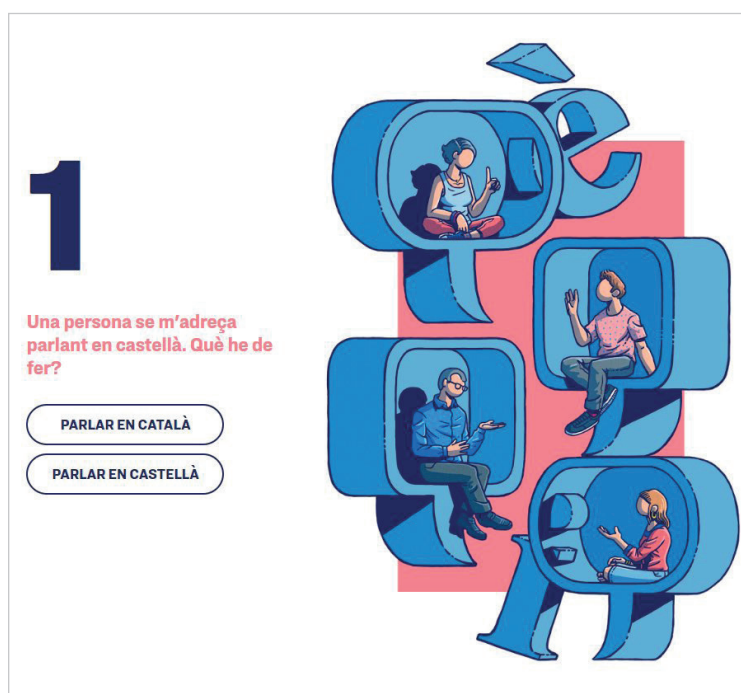 1
Una persona se m'adreça
parlant en castellà. Què he de
fer?
PARLAR EN CATALÀ
PARLAR EN CASTELLÀ